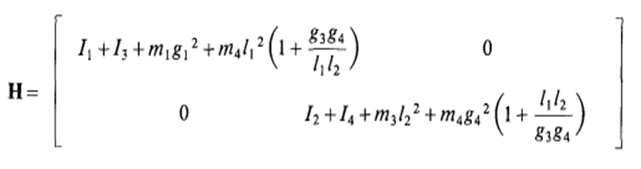 I₁ + I₃ + m₁g₁² + m₄l₁² (1 + g₃g₄ / l₁l₂) 0
H =
0 I₂ + I₄ + m₃l₂² + m₄g₄² (1 + l₁l₂ / g₃g₄)